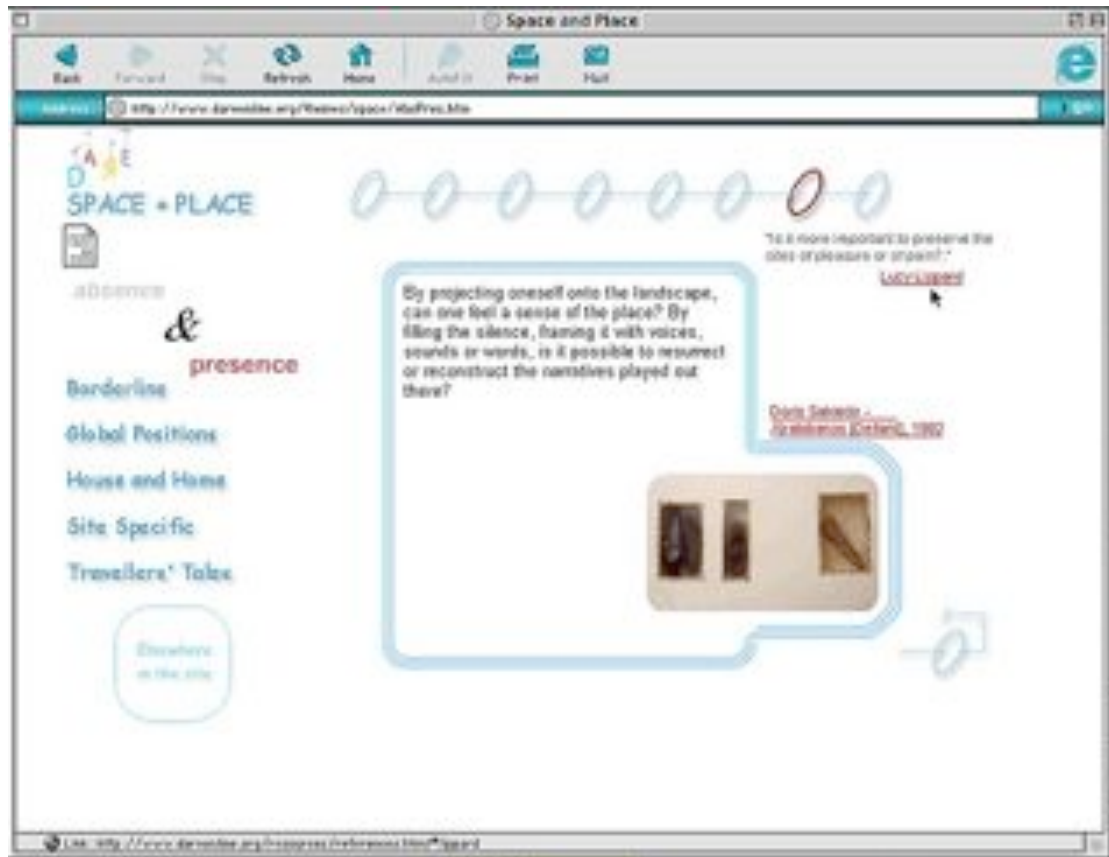 Space and Place
Back
Forward
Stop
Refresh
Home
AutoFill
Print
Mail
Address
DARE
SPACE + PLACE
absence
&
presence
Borderline
Global Positions
House and Home
Site Specific
Travellers' Tales
Elsewhere
in the site
By projecting oneself onto the landscape,
can one feel a sense of the place? By
filling the silence, framing it with voices,
sounds or words, is it possible to resurrect
or reconstruct the narratives played out
there?
"Is it more important to preserve the
sites of pleasure or of pain?."
Lucy Lippard
Doris Salcedo -
1992